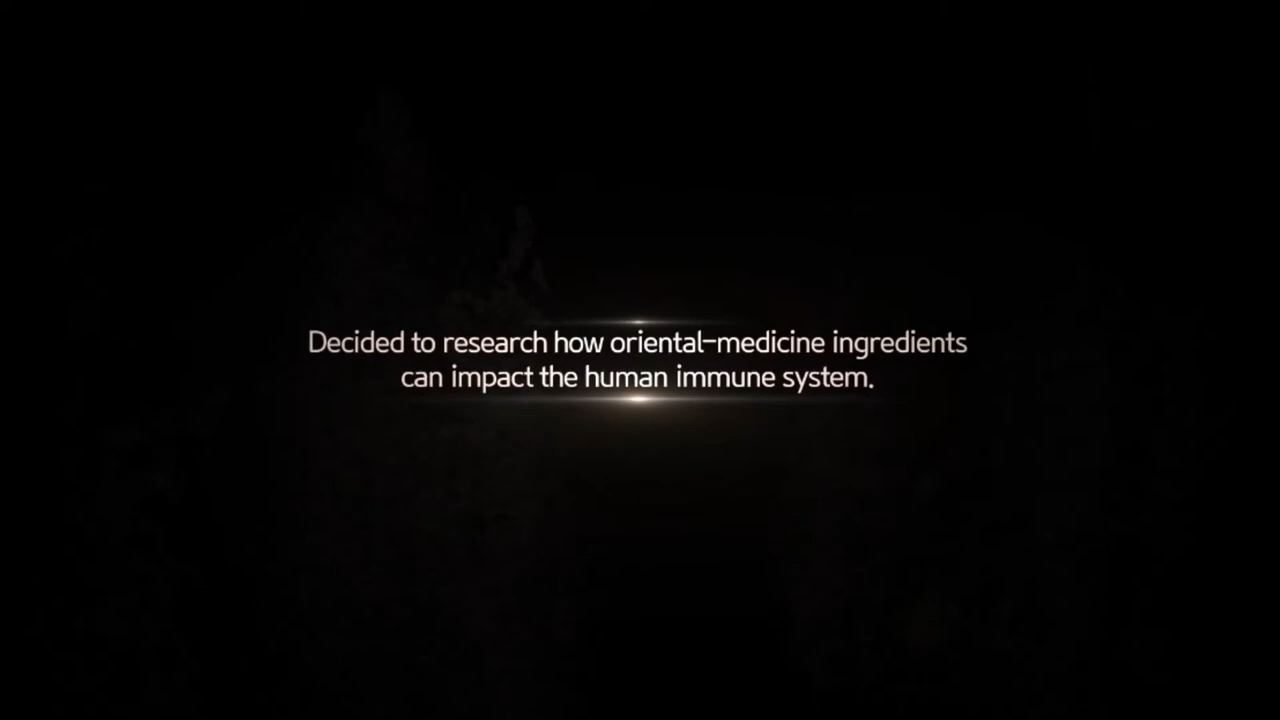 Decided to research how oriental-medicine ingredients
can impact the human immune system.